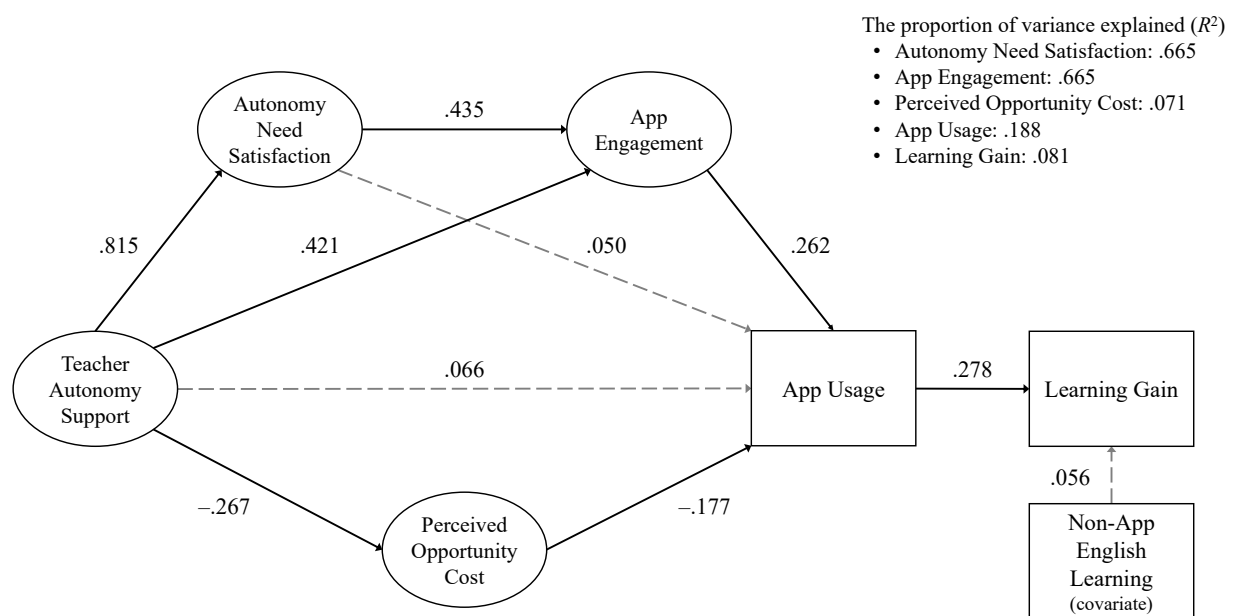 The proportion of variance explained (R²)
• Autonomy Need Satisfaction: .665
• App Engagement: .665
• Perceived Opportunity Cost: .071
• App Usage: .188
• Learning Gain: .081
Autonomy
Need
Satisfaction
.435
App
Engagement
.815
.421
.050
.262
Teacher
Autonomy
Support
.066
App Usage
.278
Learning Gain
–.267
–.177
.056
Perceived
Opportunity
Cost
Non-App
English
Learning
(covariate)